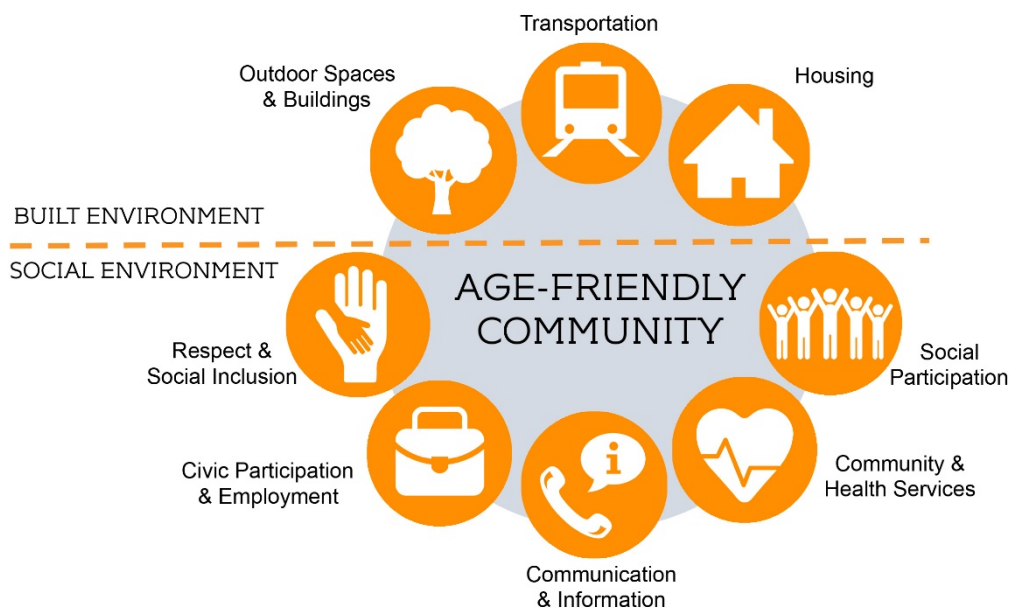 Transportation
Outdoor Spaces
& Buildings
Housing
BUILT ENVIRONMENT
SOCIAL ENVIRONMENT
AGE-FRIENDLY
COMMUNITY
Respect &
Social Inclusion
Social
Participation
Civic Participation
& Employment
Community &
Health Services
i
Communication
& Information